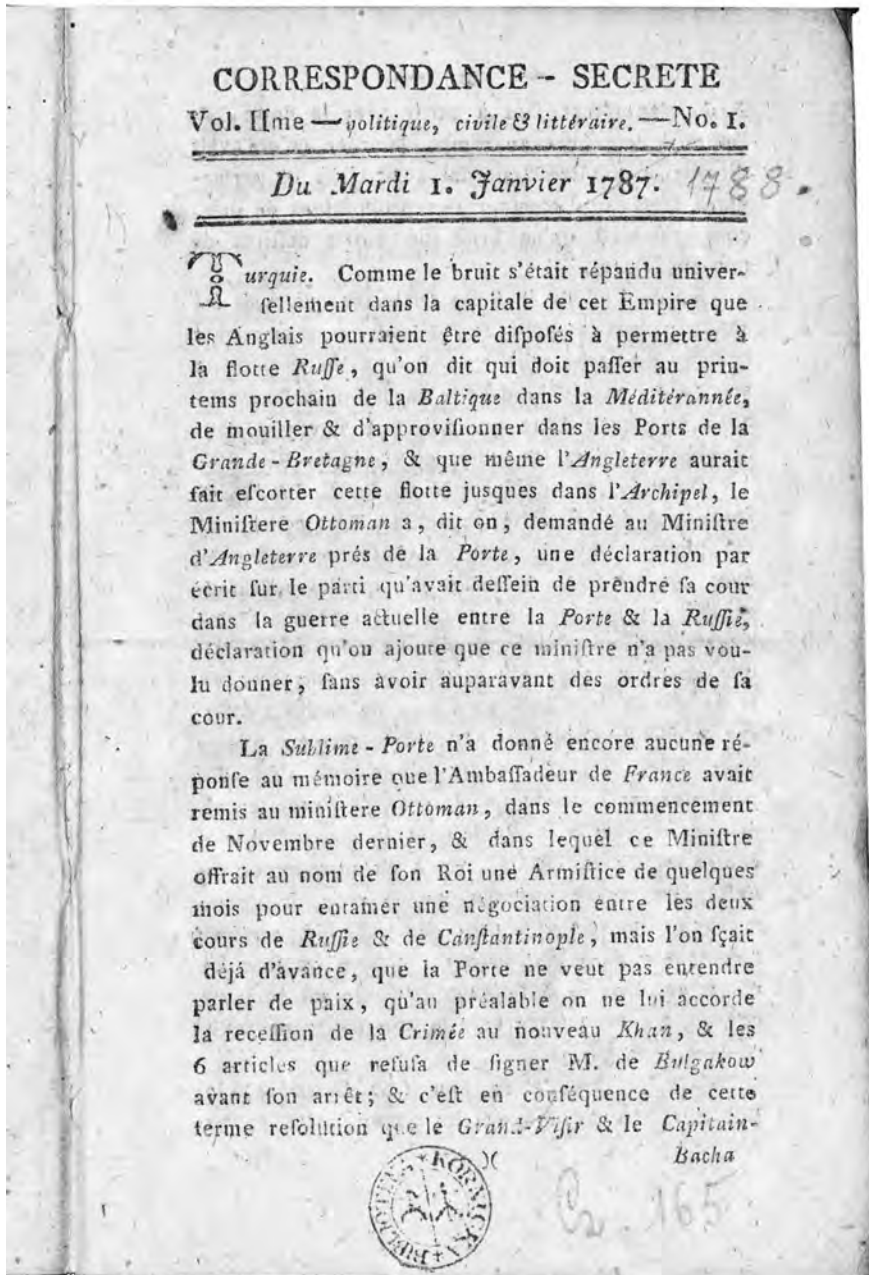 CORRESPONDANCE - SECRETE
Vol. IIme — politique, civile & littéraire. — No. I.
Du Mardi 1. Janvier 1787. 1788.
Turquie. Comme le bruit s'était répandu univer-
ſellement dans la capitale de cet Empire que
les Anglais pourraient être diſpoſés à permettre à
la flotte Ruſſe, qu'on dit qui doit paſſer au prin-
tems prochain de la Baltique dans la Méditérannée,
de mouiller & d'approviſionner dans les Ports de la
Grande-Bretagne, & que même l'Angleterre aurait
fait eſcorter cette flotte jusques dans l'Archipel, le
Miniſtere Ottoman a, dit on, demandé au Miniſtre
d'Angleterre prés de la Porte, une déclaration par
écrit ſur le parti qu'avait deſſein de prendre ſa cour
dans la guerre actuelle entre la Porte & la Ruſſie,
déclaration qu'on ajoute que ce miniſtre n'a pas vou-
lu donner, ſans avoir auparavant des ordres de ſa
cour.
La Sublime-Porte n'a donné encore aucune ré-
ponſe au mémoire que l'Ambaſſadeur de France avait
remis au miniſtere Ottoman, dans le commencement
de Novembre dernier, & dans lequel ce Miniſtre
offrait au nom de ſon Roi une Armiſtice de quelques
mois pour entamer une négociation entre les deux
cours de Ruſſie & de Canſtantinople, mais l'on ſçait
déjá d'avance, que la Porte ne veut pas entendre
parler de paix, qu'au préalable on ne lui accorde
la receſſion de la Crimée au nouveau Khan, & les
6 articles que refuſa de ſigner M. de Bulgakow
avant ſon arrêt; & c'eſt en conſéquence de cette
terme reſolution que le Grand-Viſir & le Capitain-
)( Bacha
BIBLIOTEKA KÓRNICKA
Cz. 165